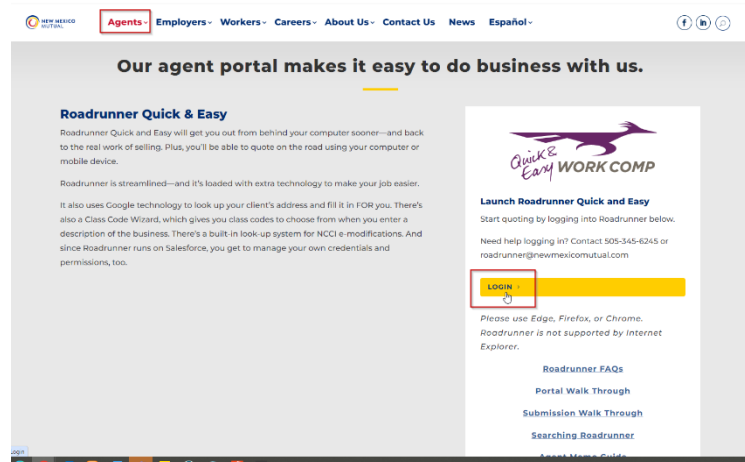 NEW MEXICO
MUTUAL
Agents Employers Workers Careers About Us Contact Us News Español
Our agent portal makes it easy to do business with us.
Roadrunner Quick & Easy
Roadrunner Quick and Easy will get you out from behind your computer sooner—and back
to the real work of selling. Plus, you'll be able to quote on the road using your computer or
mobile device.
Roadrunner is streamlined—and it's loaded with extra technology to make your job easier.
It also uses Google technology to look up your client's address and fill it in FOR you. There's
also a Class Code Wizard, which gives you class codes to choose from when you enter a
description of the business. There's a built-in look-up system for NCCI e-modifications. And
since Roadrunner runs on Salesforce, you get to manage your own credentials and
permissions, too.
Quick &
Easy WORK COMP
Launch Roadrunner Quick and Easy
Start quoting by logging into Roadrunner below.
Need help logging in? Contact 505-345-6245 or
roadrunner@newmexicomutual.com
LOGIN
Please use Edge, Firefox, or Chrome.
Roadrunner is not supported by Internet
Explorer.
Roadrunner FAQs
Portal Walk Through
Submission Walk Through
Searching Roadrunner
Agent Memo Guide
Login